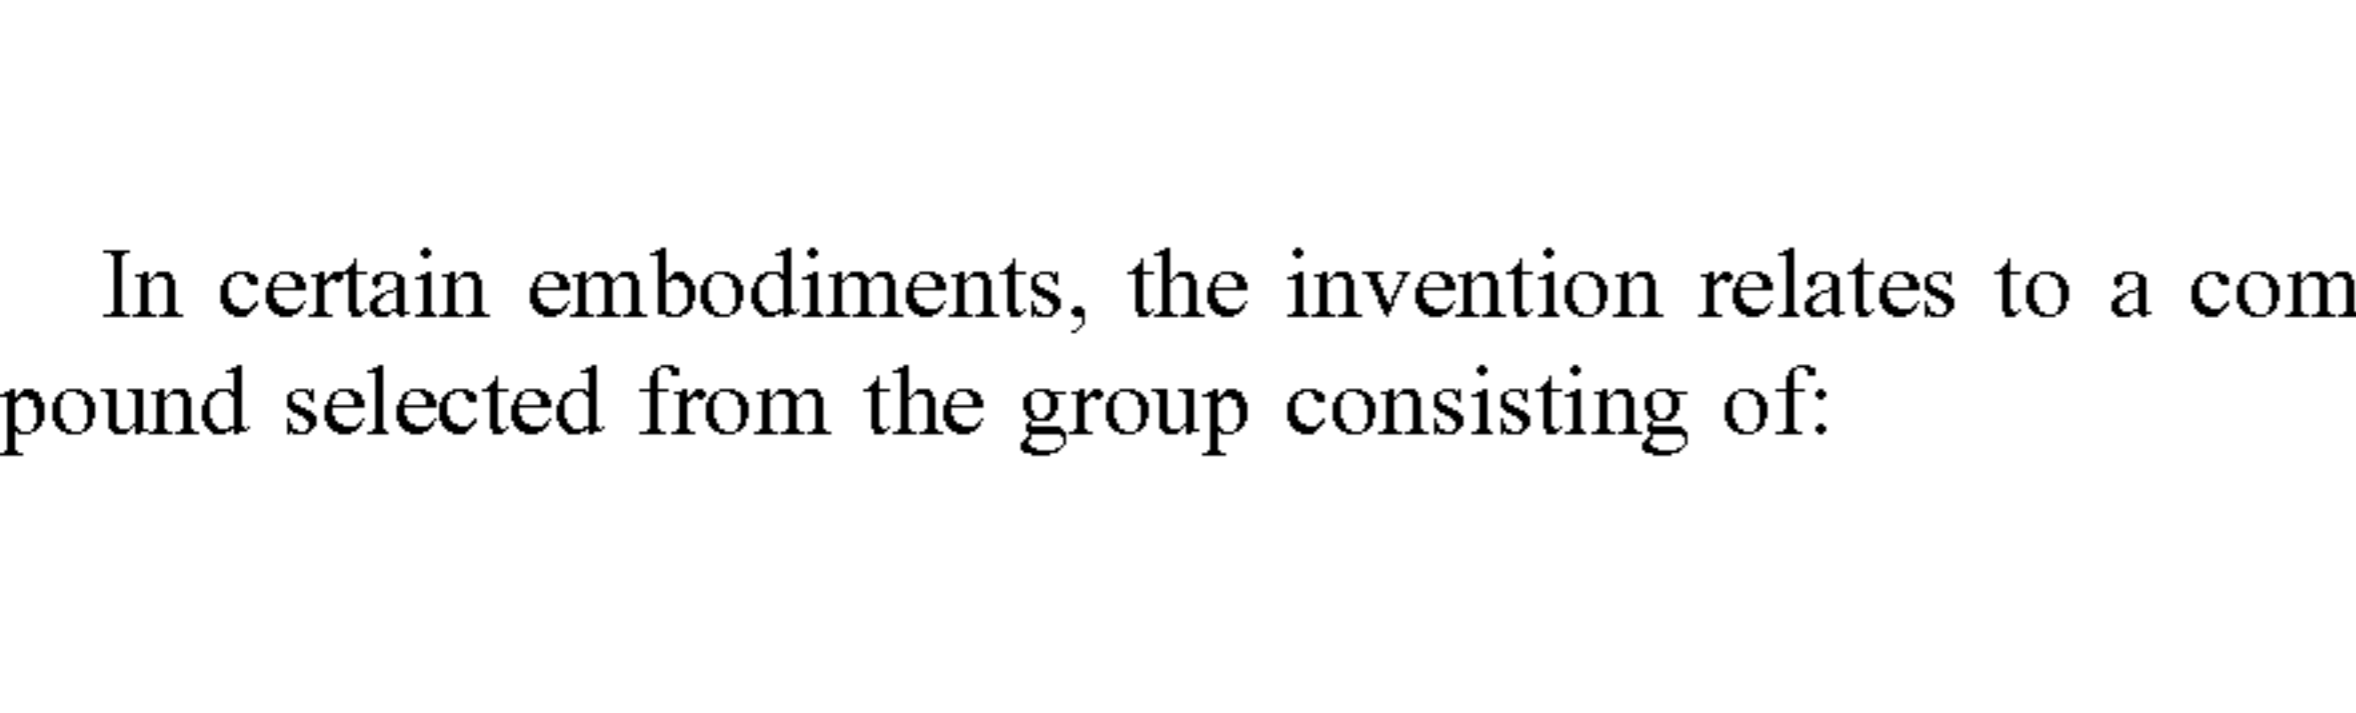 In certain embodiments, the invention relates to a com
pound selected from the group consisting of: